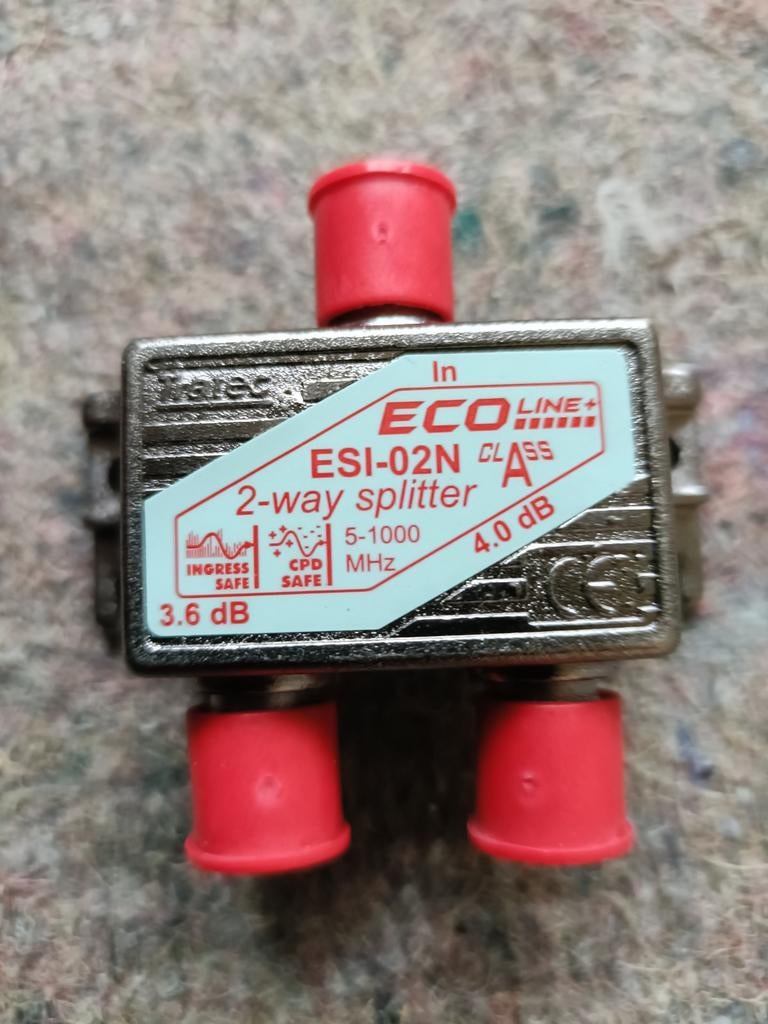 In
Tratec
ECO LINE+
ESI-02N CLASS
2-way splitter
INGRESS SAFE
CPD SAFE
5-1000 MHz
4.0 dB
3.6 dB
CE